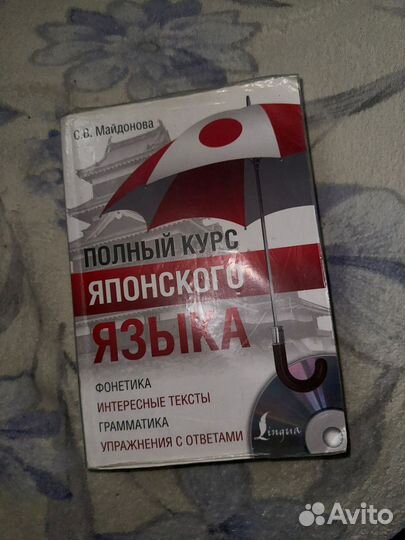 С.В. Майдонова
ПОЛНЫЙ КУРС
ЯПОНСКОГО
ЯЗЫКА
ФОНЕТИКА
ИНТЕРЕСНЫЕ ТЕКСТЫ
ГРАММАТИКА
УПРАЖНЕНИЯ С ОТВЕТАМИ
Lingua
Avito